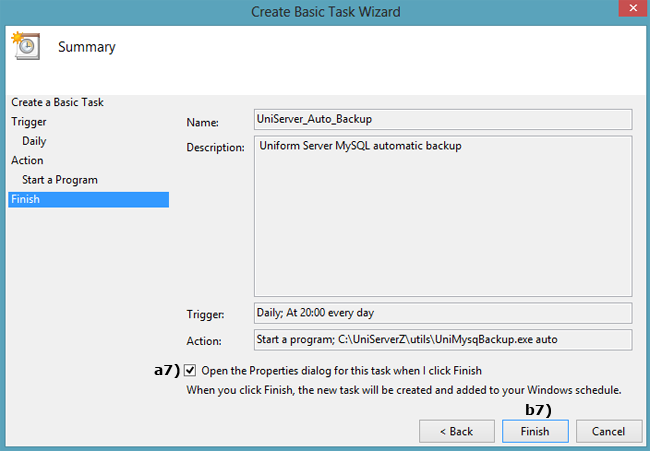 Create Basic Task Wizard
Summary
Create a Basic Task
Trigger
Daily
Action
Start a Program
Finish
Name:
UniServer_Auto_Backup
Description:
Uniform Server MySQL automatic backup
Trigger:
Daily; At 20:00 every day
Action:
Start a program; C:\UniServerZ\utils\UniMysqBackup.exe auto
a7) Open the Properties dialog for this task when I click Finish
When you click Finish, the new task will be created and added to your Windows schedule.
b7)
< Back
Finish
Cancel